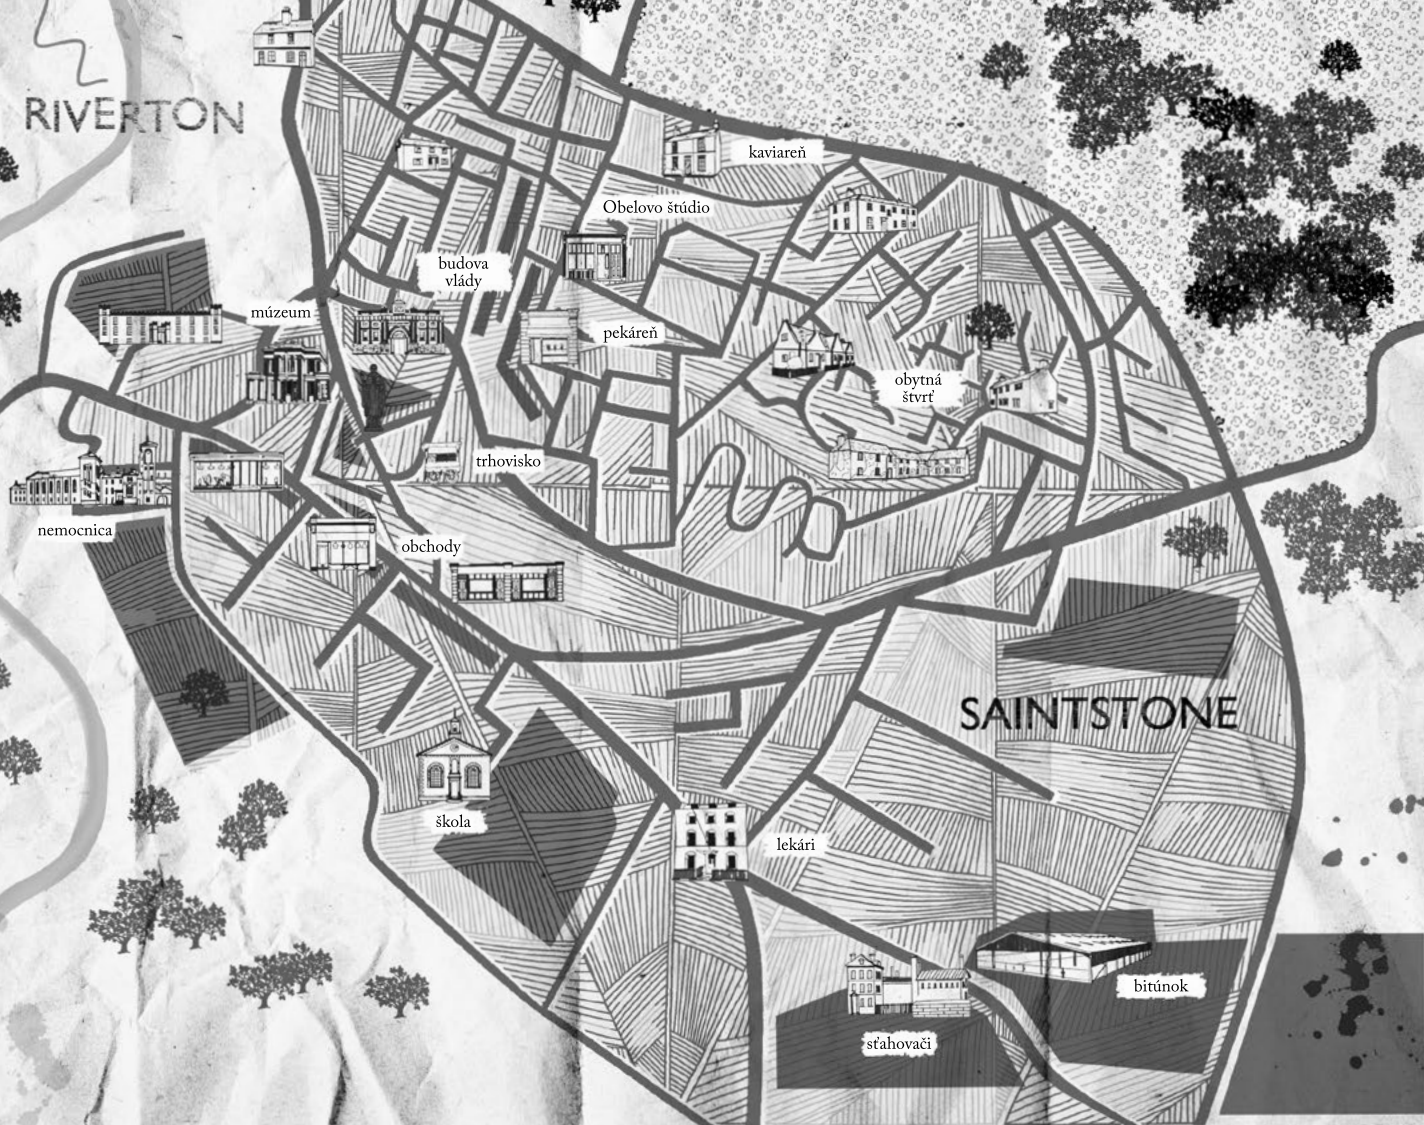 RIVERTON
kaviareň
Obelovo štúdio
budova
vlády
múzeum
pekáreň
obytná
štvrť
trhovisko
nemocnica
obchody
SAINTSTONE
škola
lekári
bitúnok
sťahovači